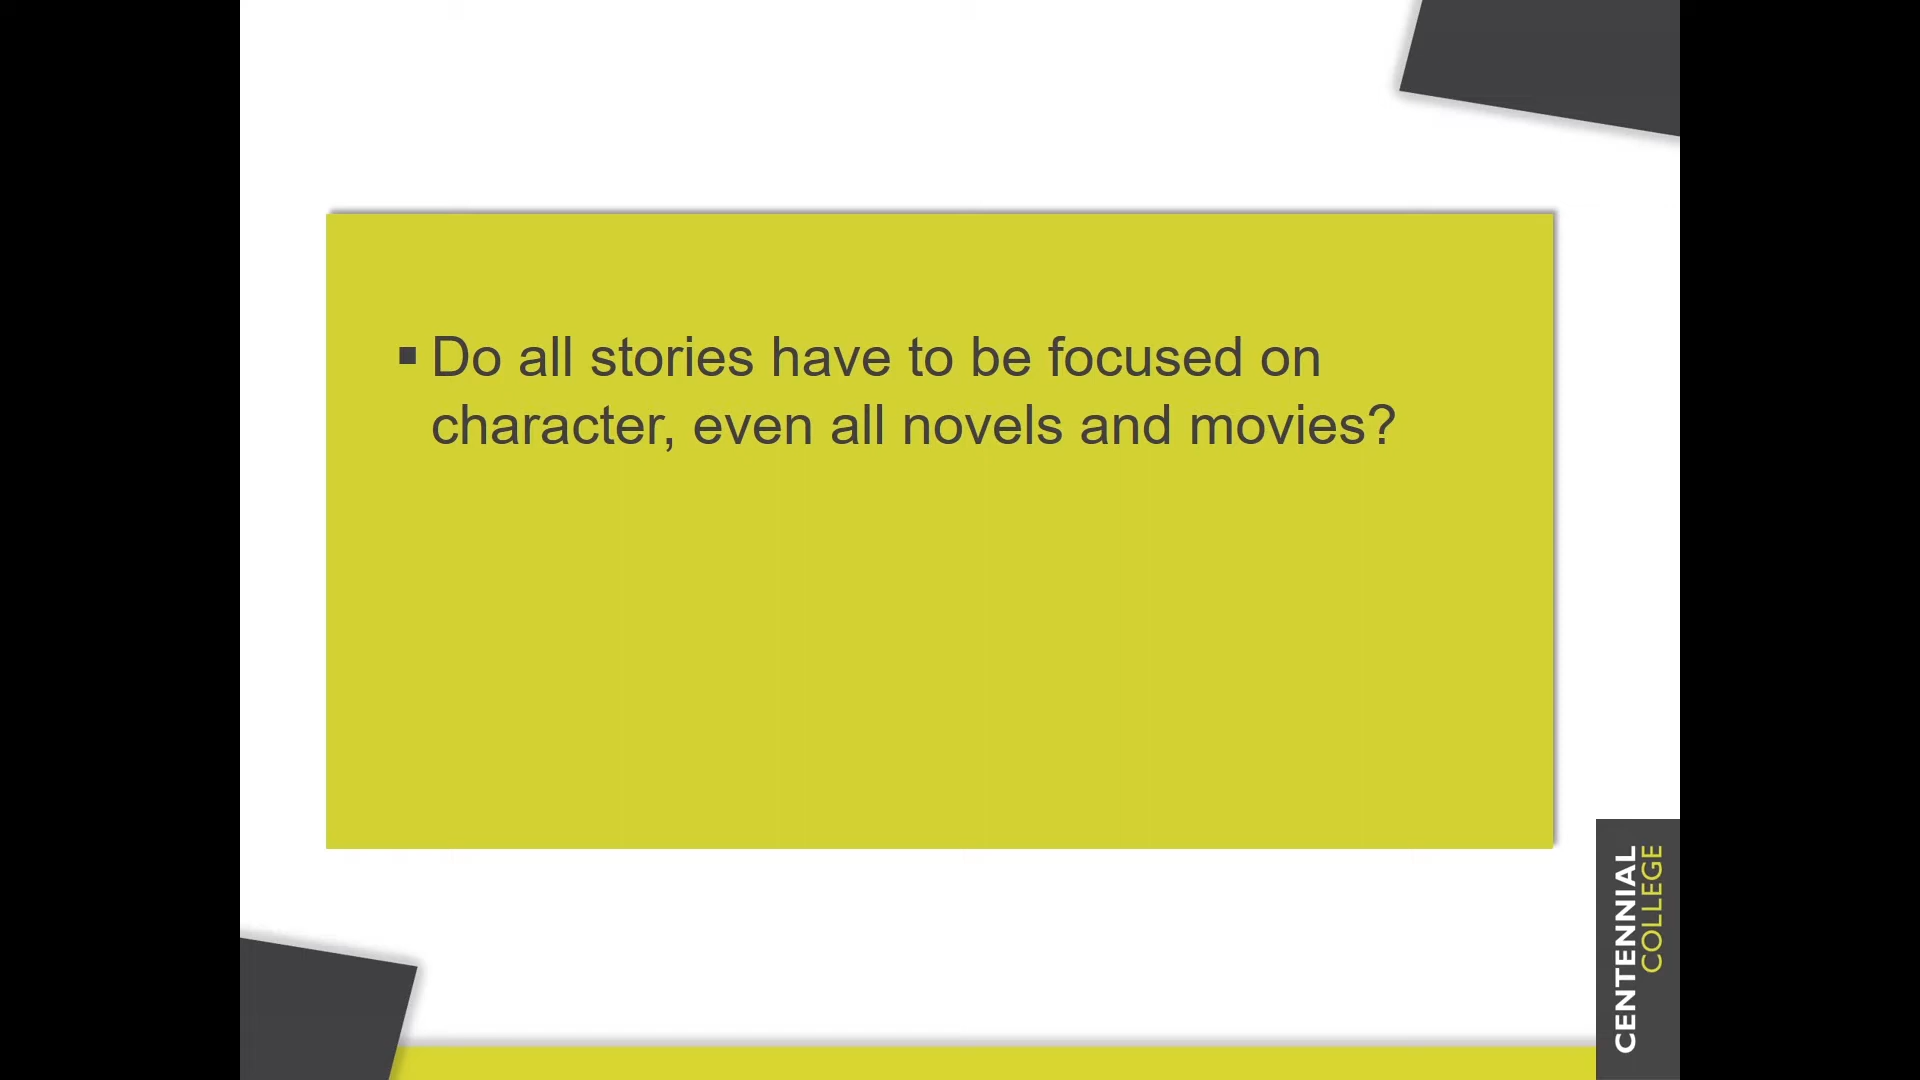 ▪ Do all stories have to be focused on
character, even all novels and movies?
CENTENNIAL
COLLEGE